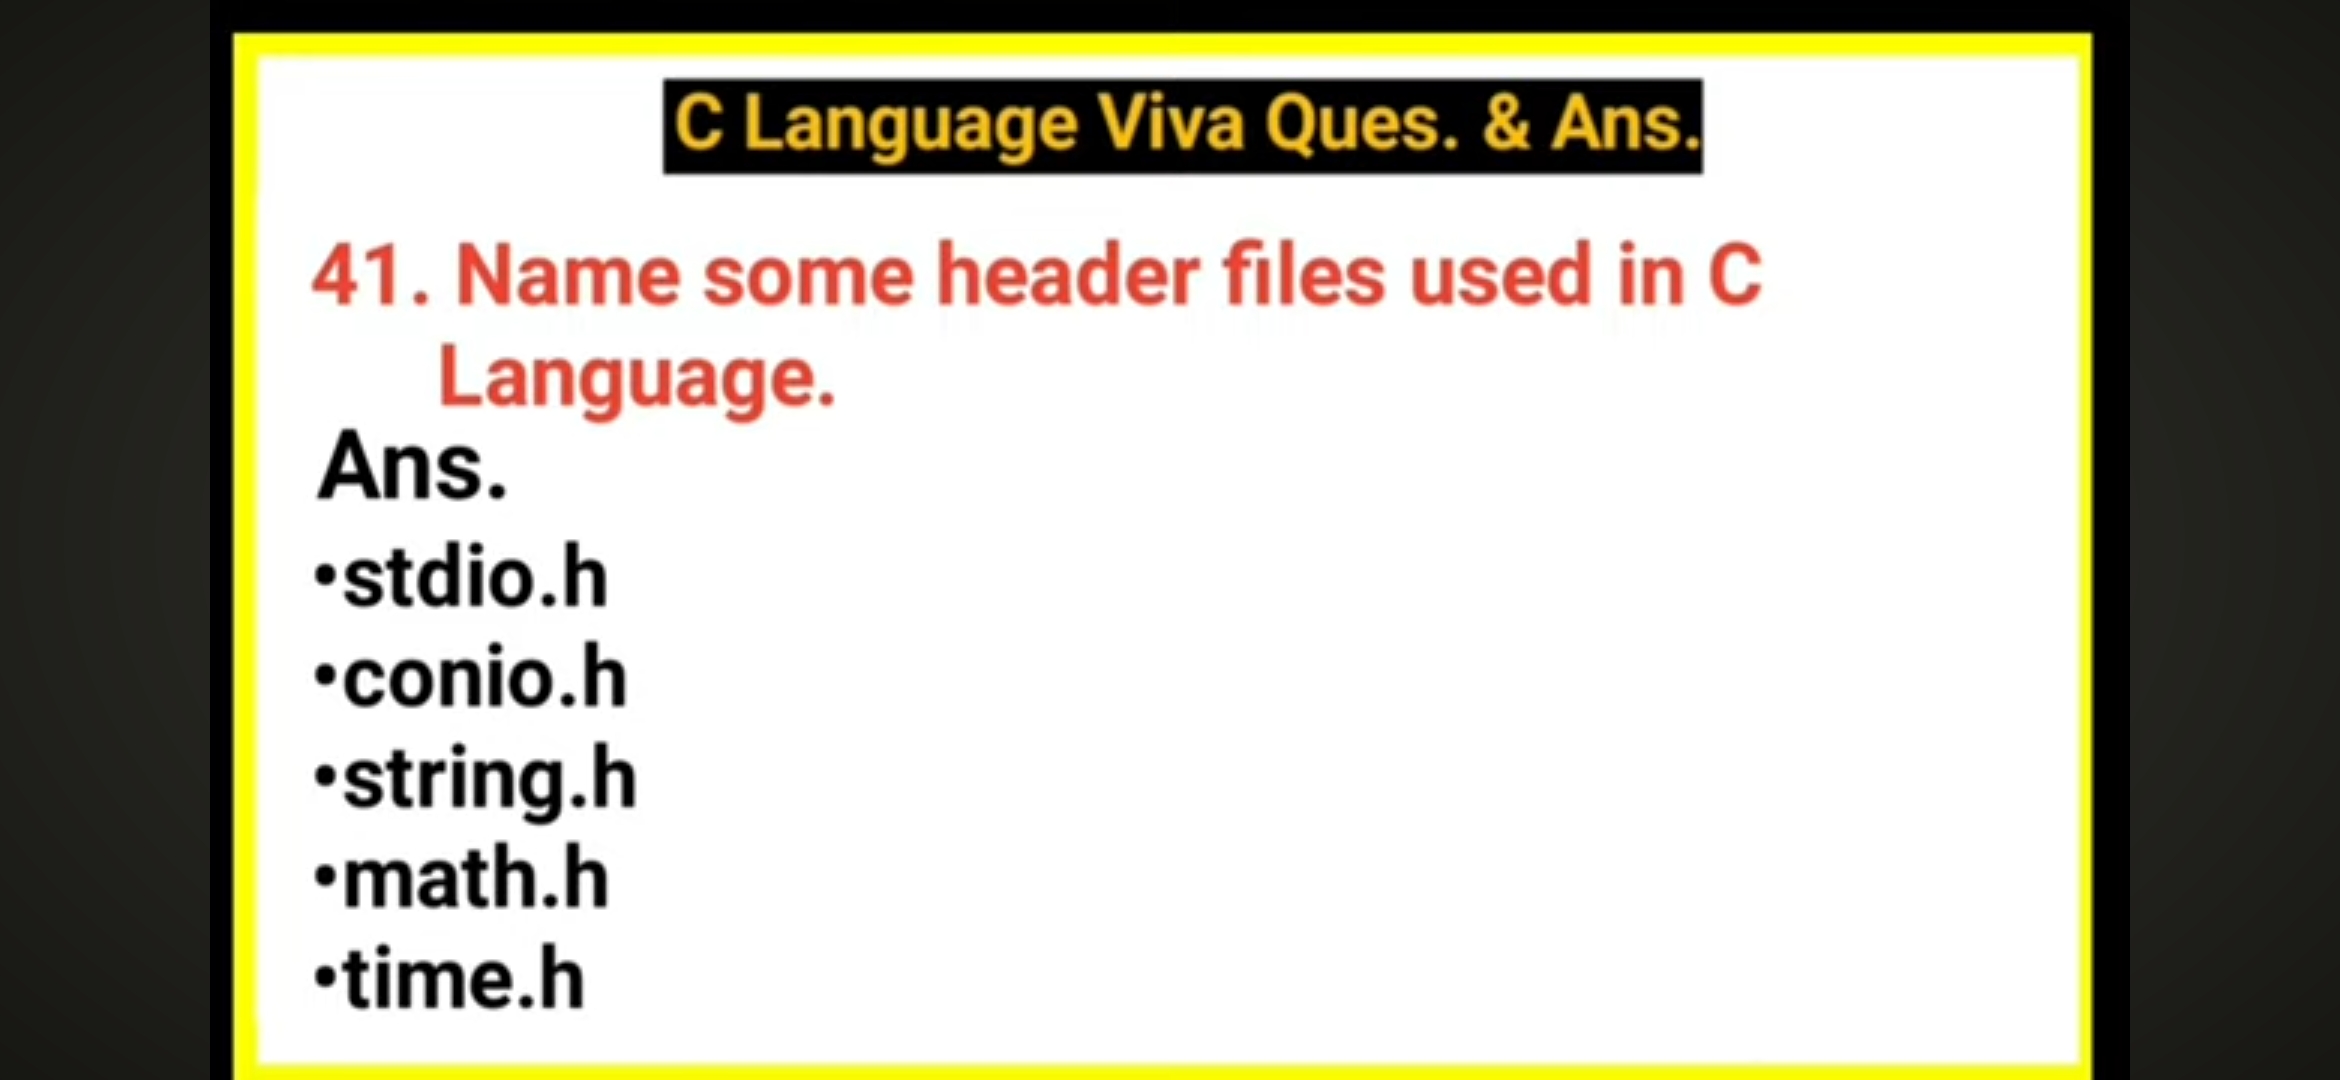 C Language Viva Ques. & Ans.
41. Name some header files used in C
Language.
Ans.
•stdio.h
•conio.h
•string.h
•math.h
•time.h